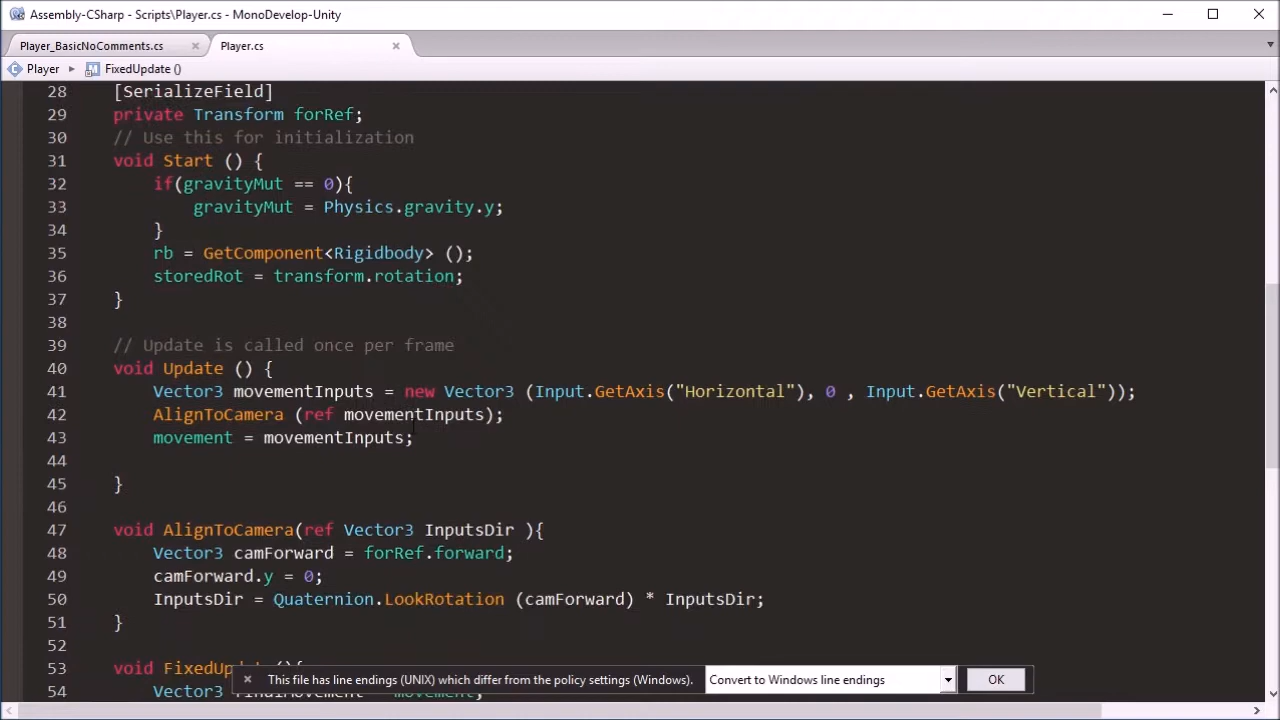 Assembly-CSharp - Scripts\Player.cs - MonoDevelop-Unity
Player_BasicNoComments.cs
Player.cs
Player
FixedUpdate ()
28 [SerializeField]
29 private Transform forRef;
30 // Use this for initialization
31 void Start () {
32 if(gravityMut == 0){
33 gravityMut = Physics.gravity.y;
34 }
35 rb = GetComponent<Rigidbody> ();
36 storedRot = transform.rotation;
37 }
38
39 // Update is called once per frame
40 void Update () {
41 Vector3 movementInputs = new Vector3 (Input.GetAxis("Horizontal"), 0 , Input.GetAxis("Vertical"));
42 AlignToCamera (ref movementInputs);
43 movement = movementInputs;
44
45 }
46
47 void AlignToCamera(ref Vector3 InputsDir ){
48 Vector3 camForward = forRef.forward;
49 camForward.y = 0;
50 InputsDir = Quaternion.LookRotation (camForward) * InputsDir;
51 }
52
53 void
This file has line endings (UNIX) which differ from the policy settings (Windows).
Convert to Windows line endings
OK
54 Vector3